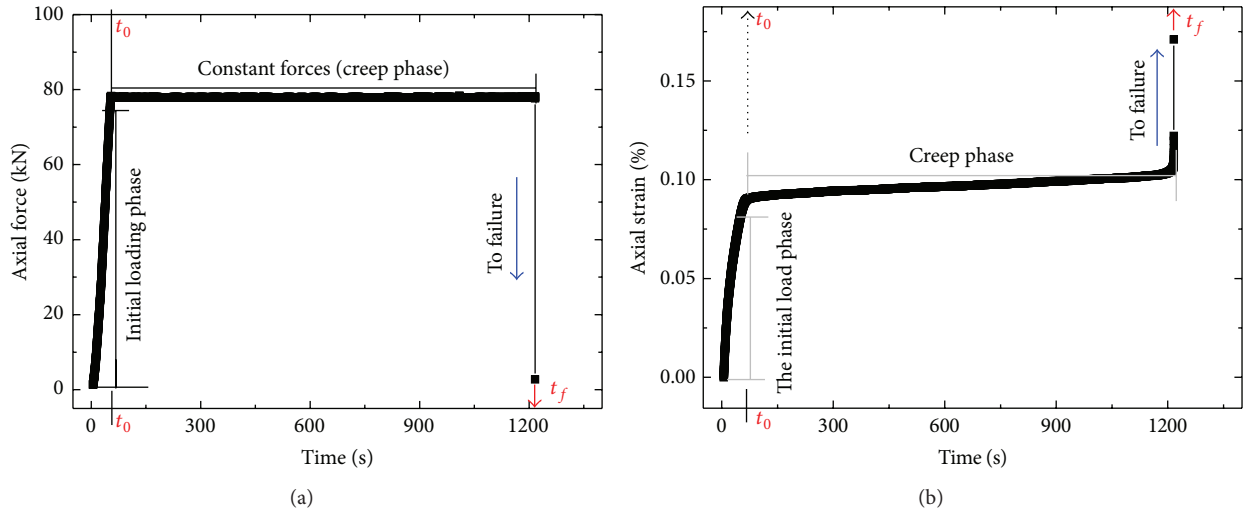 100
80
60
40
20
0
Axial force (kN)
t0
Constant forces (creep phase)
Initial loading phase
To failure
tf
t0
0
300
600
900
1200
Time (s)
(a)
0.15
0.10
0.05
0.00
Axial strain (%)
t0
tf
To failure
Creep phase
The initial load phase
t0
0
300
600
900
1200
Time (s)
(b)